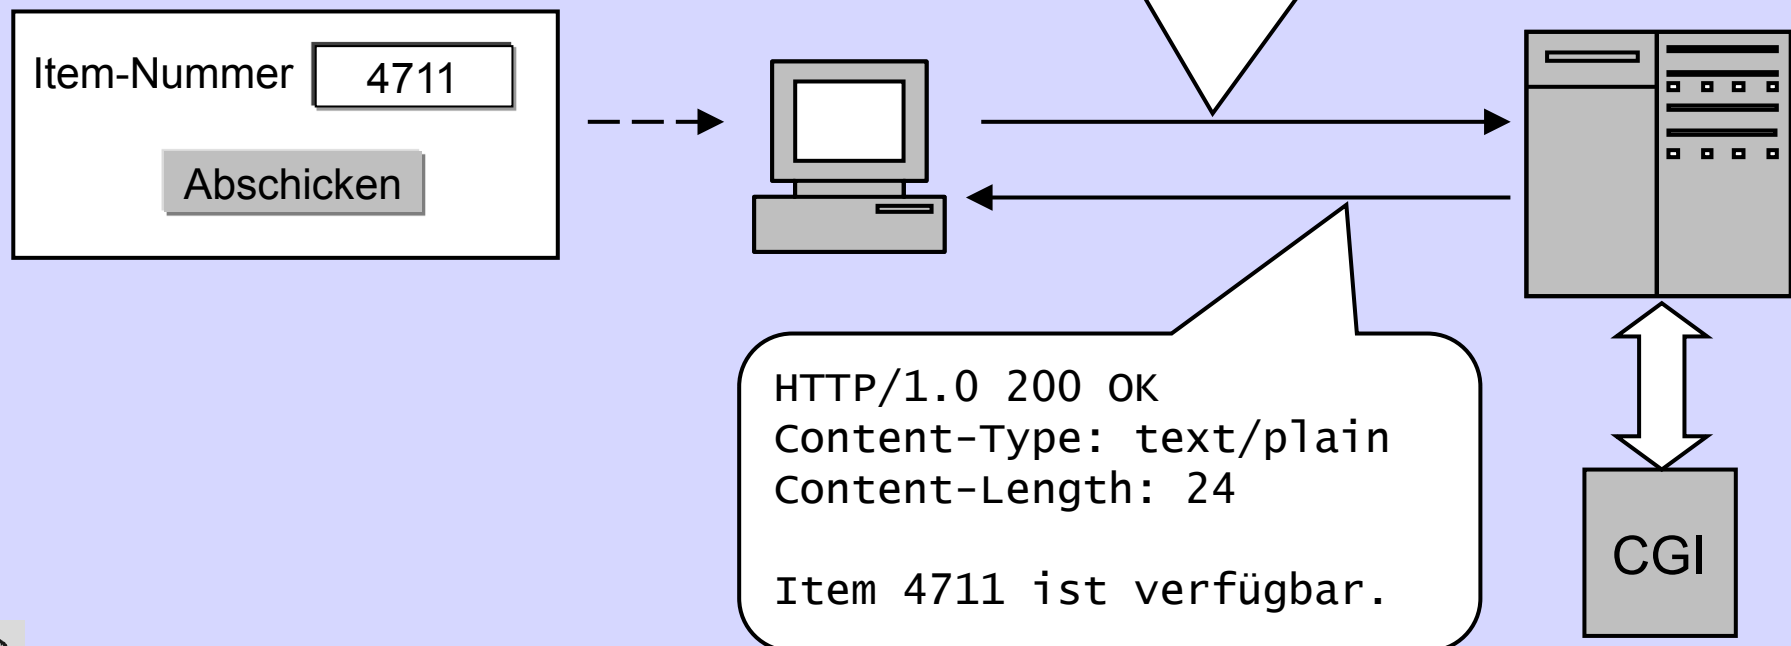 Item-Nummer 4711
Abschicken
HTTP/1.0 200 OK
Content-Type: text/plain
Content-Length: 24

Item 4711 ist verfügbar.
CGI